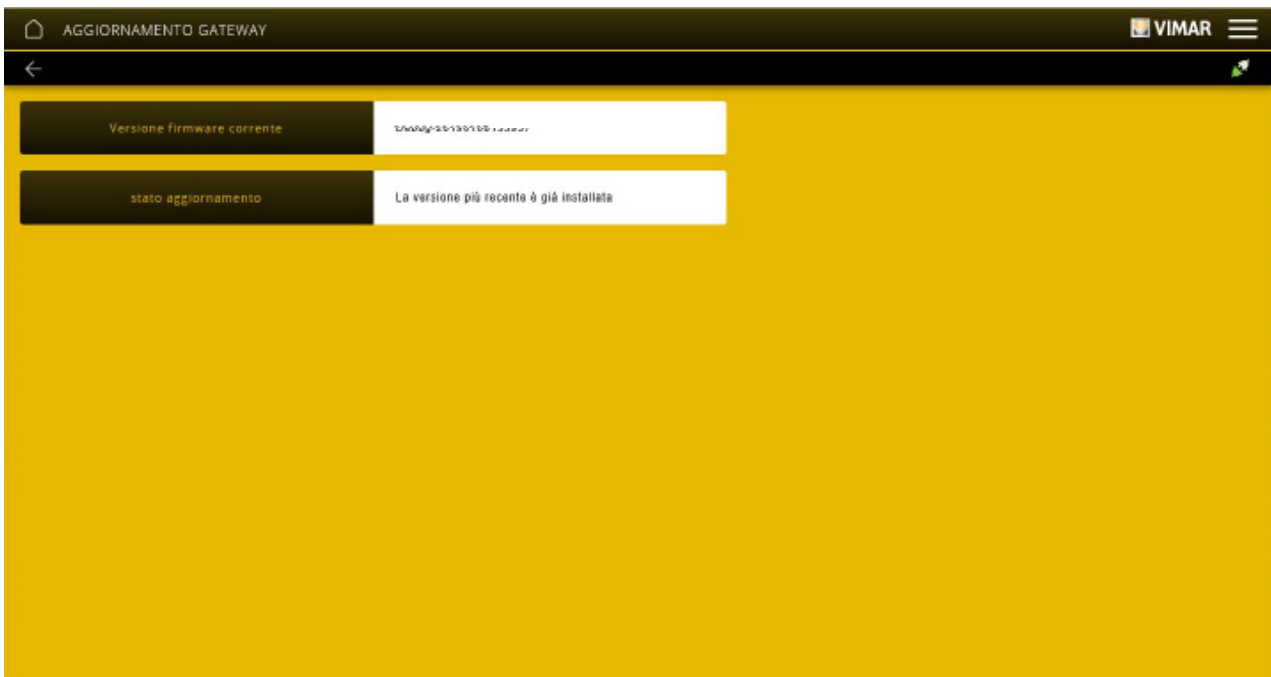 AGGIORNAMENTO GATEWAY
VIMAR
Versione firmware corrente
stato aggiornamento
La versione più recente è già installata